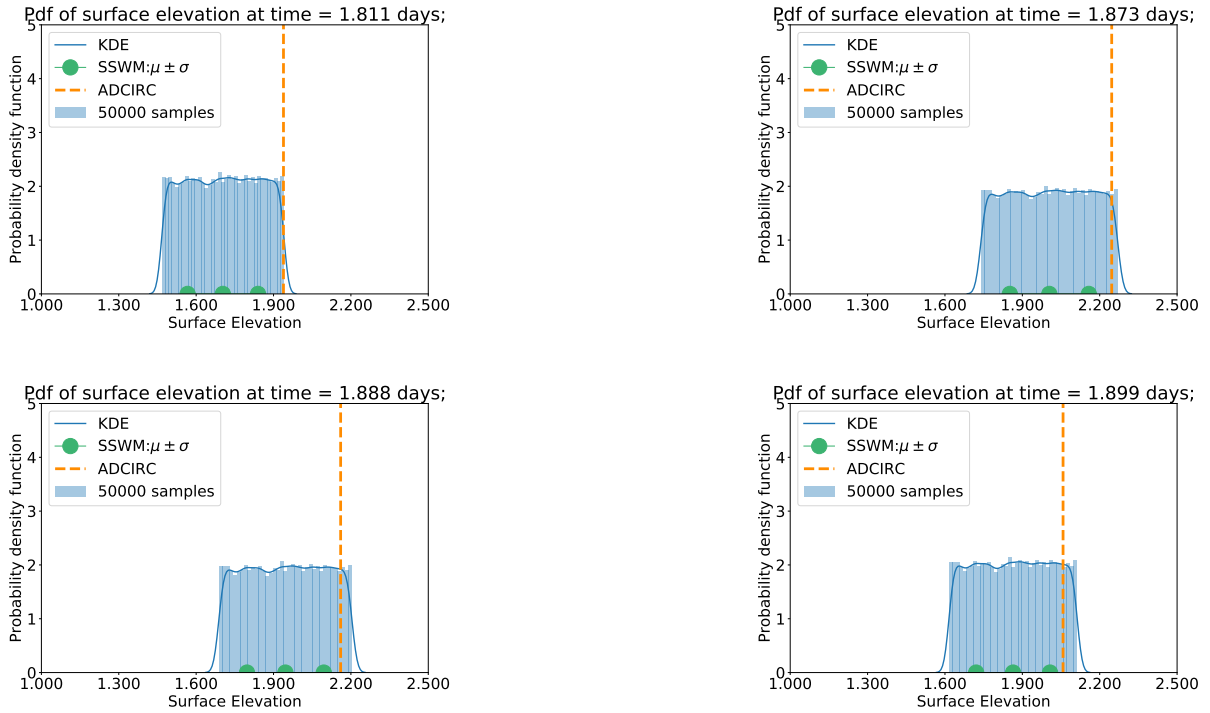 Pdf of surface elevation at time = 1.811 days;
Probability density function
5
4
3
2
1
0
KDE
SSWM:μ ± σ
ADCIRC
50000 samples
1.000 1.300 1.600 1.900 2.200 2.500
Surface Elevation
Pdf of surface elevation at time = 1.873 days;
Probability density function
5
4
3
2
1
0
KDE
SSWM:μ ± σ
ADCIRC
50000 samples
1.000 1.300 1.600 1.900 2.200 2.500
Surface Elevation
Pdf of surface elevation at time = 1.888 days;
Probability density function
5
4
3
2
1
0
KDE
SSWM:μ ± σ
ADCIRC
50000 samples
1.000 1.300 1.600 1.900 2.200 2.500
Surface Elevation
Pdf of surface elevation at time = 1.899 days;
Probability density function
5
4
3
2
1
0
KDE
SSWM:μ ± σ
ADCIRC
50000 samples
1.000 1.300 1.600 1.900 2.200 2.500
Surface Elevation